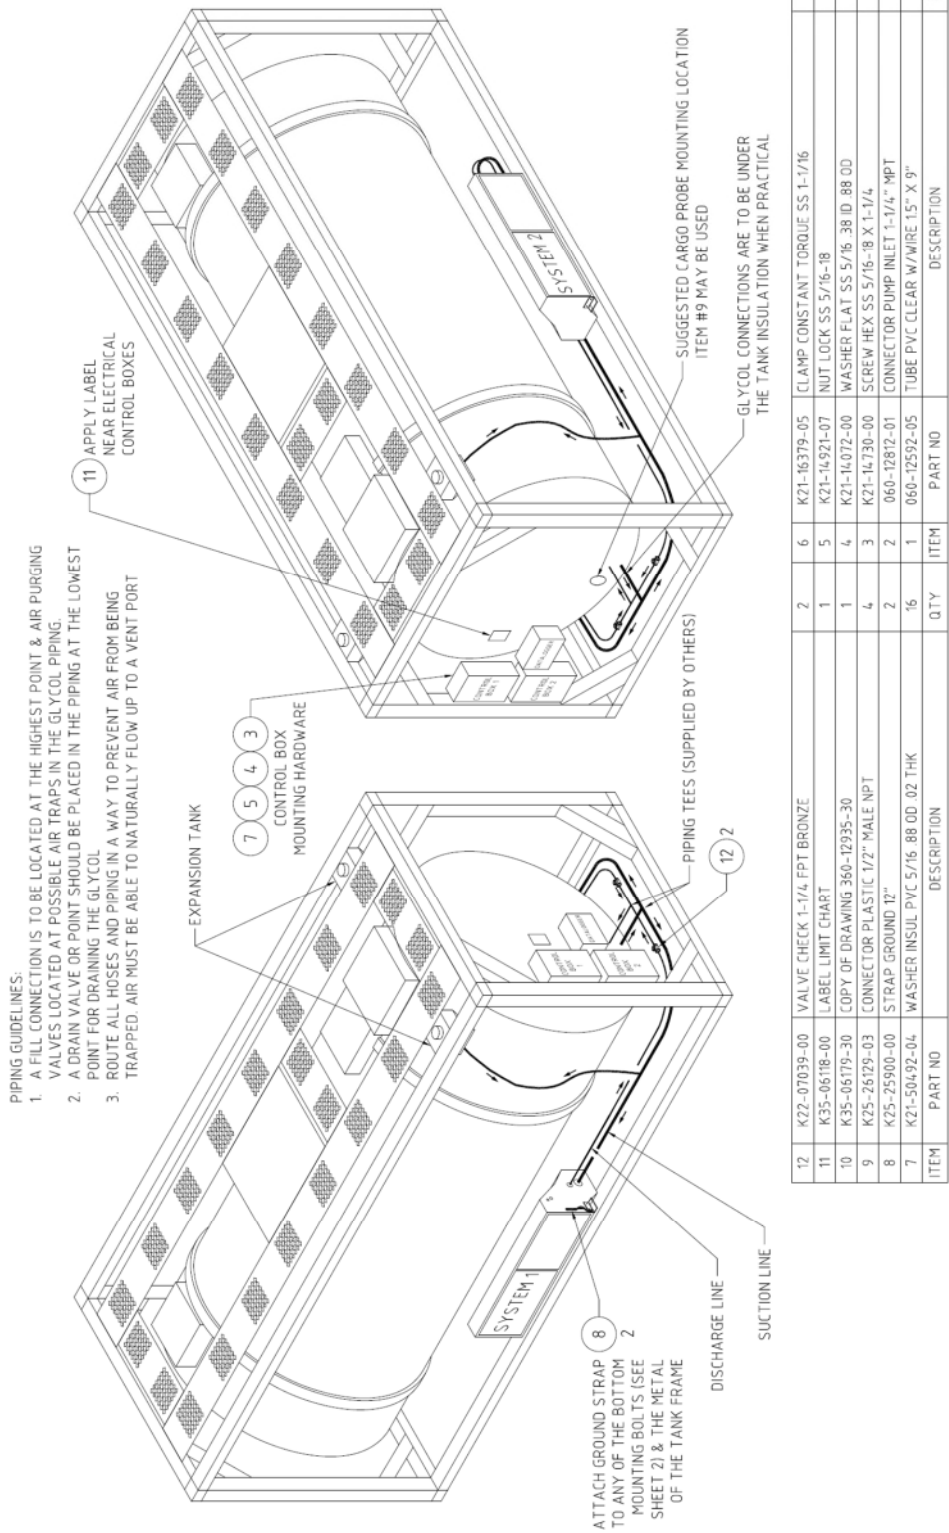 PIPING GUIDELINES:
1. A FILL CONNECTION IS TO BE LOCATED AT THE HIGHEST POINT & AIR PURGING
VALVES LOCATED AT POSSIBLE AIR TRAPS IN THE GLYCOL PIPING.
2. A DRAIN VALVE OR POINT SHOULD BE PLACED IN THE PIPING AT THE LOWEST
POINT FOR DRAINING THE GLYCOL
3. ROUTE ALL HOSES AND PIPING IN A WAY TO PREVENT AIR FROM BEING
TRAPPED. AIR MUST BE ABLE TO NATURALLY FLOW UP TO A VENT PORT
EXPANSION TANK
7 5 4 3
CONTROL BOX
MOUNTING HARDWARE
11 APPLY LABEL
NEAR ELECTRICAL
CONTROL BOXES
SYSTEM 1
CONTROL
BOX
1
CONTROL
BOX
2
8
2
ATTACH GROUND STRAP
TO ANY OF THE BOTTOM
MOUNTING BOLTS (SEE
SHEET 2) & THE METAL
OF THE TANK FRAME
DISCHARGE LINE
SUCTION LINE
PIPING TEES (SUPPLIED BY OTHERS)
12 2
CONTROL
BOX 1
CONTROL
BOX 2
DATALOGGER
SYSTEM 2
SUGGESTED CARGO PROBE MOUNTING LOCATION
ITEM #9 MAY BE USED
GLYCOL CONNECTIONS ARE TO BE UNDER
THE TANK INSULATION WHEN PRACTICAL
12 K22-07039-00 VALVE CHECK 1-1/4 FPT BRONZE 2
11 K35-06118-00 LABEL LIMIT CHART 1
10 K35-06179-30 COPY OF DRAWING 360-12935-30 1
9 K25-26129-03 CONNECTOR PLASTIC 1/2" MALE NPT 4
8 K25-25900-00 STRAP GROUND 12" 2
7 K21-50492-04 WASHER INSUL PVC 5/16 .88 OD .02 THK 16
ITEM PART NO DESCRIPTION QTY
6 K21-16379-05 CLAMP CONSTANT TORQUE SS 1-1/16
5 K21-14921-07 NUT LOCK SS 5/16-18
4 K21-14072-00 WASHER FLAT SS 5/16 .38 ID .88 OD
3 K21-14730-00 SCREW HEX SS 5/16-18 X 1-1/4
2 060-12812-01 CONNECTOR PUMP INLET 1-1/4" MPT
1 060-12592-05 TUBE PVC CLEAR W/WIRE 1.5" X 9"
ITEM PART NO DESCRIPTION